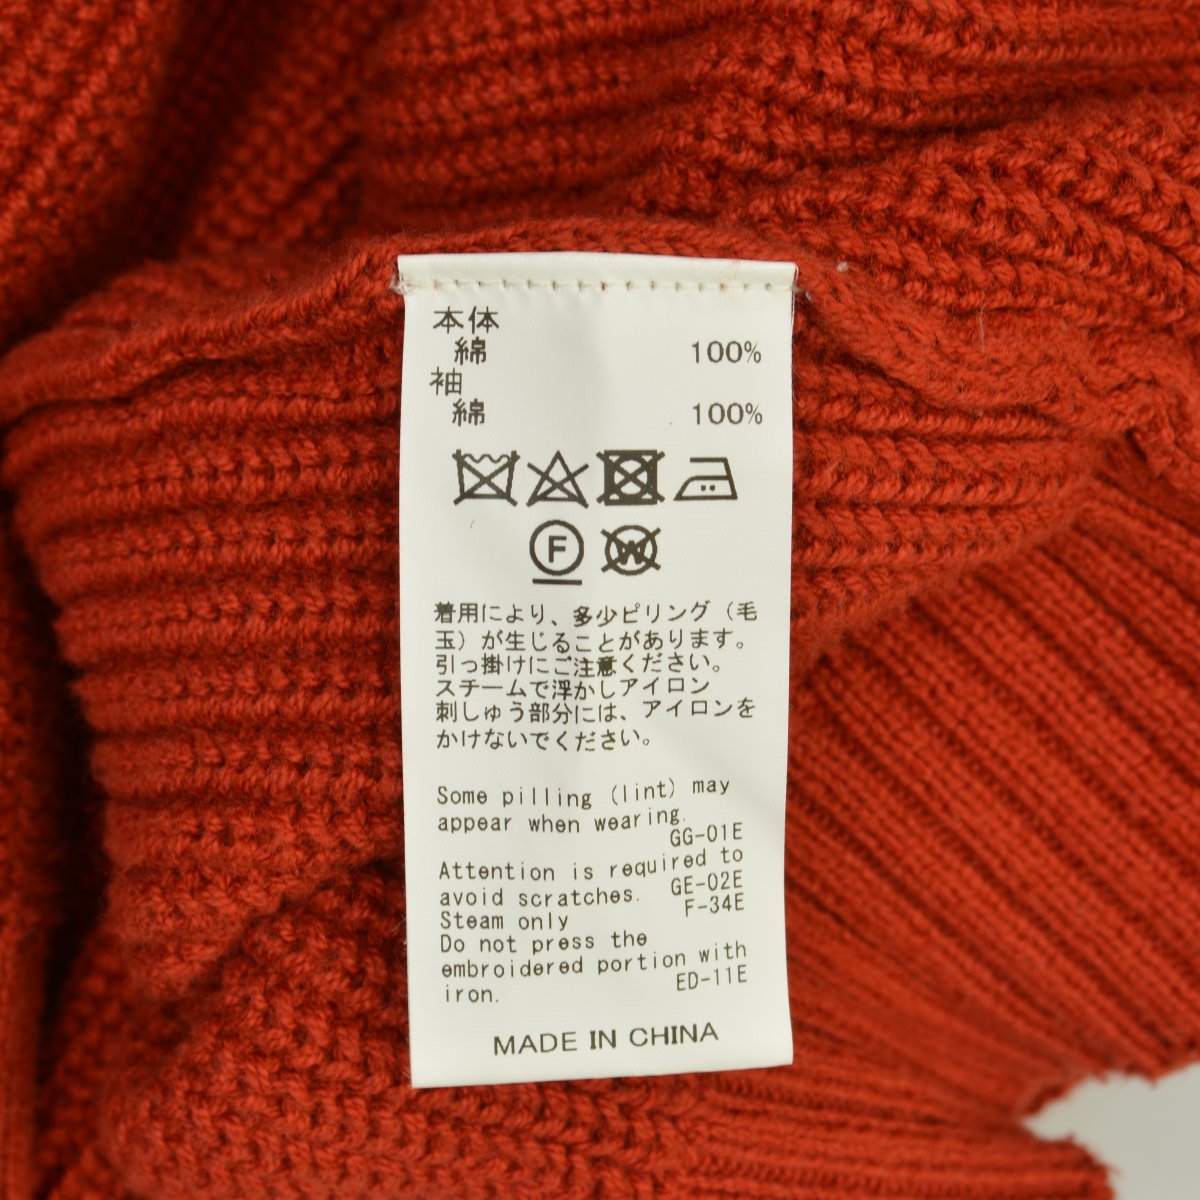 本体
綿 100%
袖
綿 100%
F W
着用により、多少ピリング（毛
玉）が生じることがあります。
引っ掛けにご注意ください。
スチームで浮かしアイロン
刺しゅう部分には、アイロンを
かけないでください。
Some pilling (lint) may
appear when wearing.
GG-01E
Attention is required to
avoid scratches. GE-02E
Steam only F-34E
Do not press the
embroidered portion with
iron. ED-11E
MADE IN CHINA